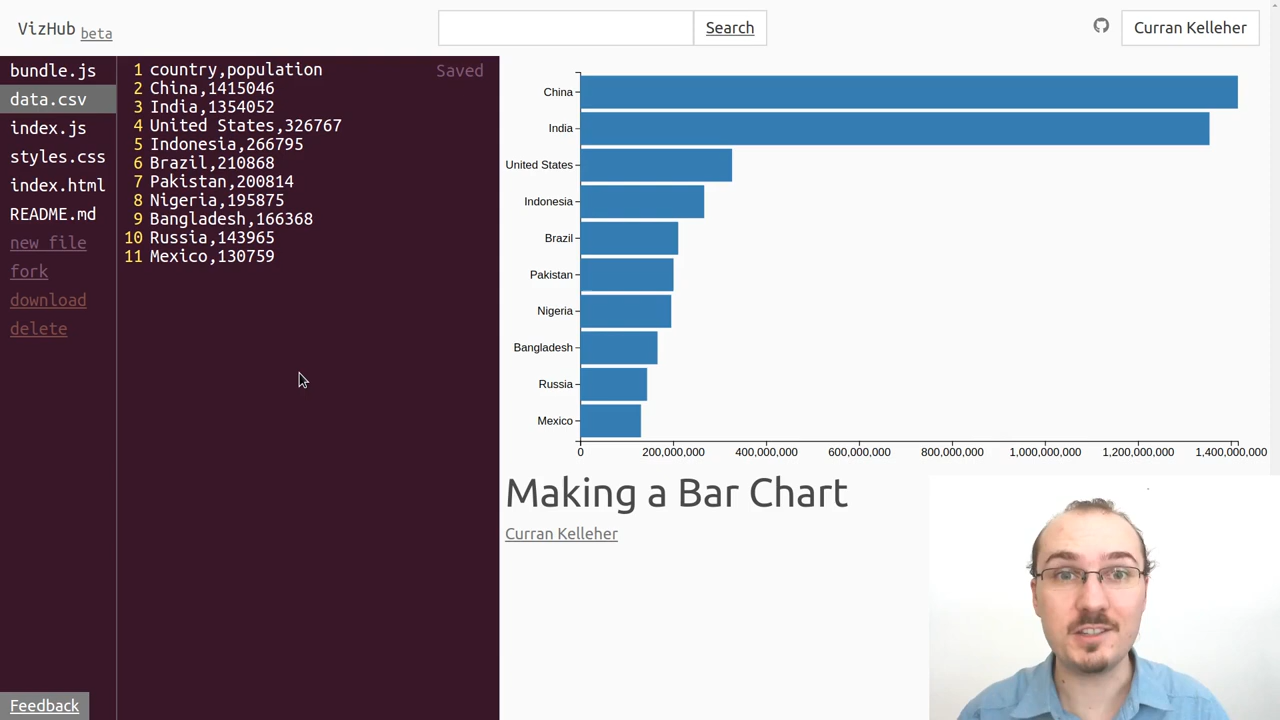 VizHub beta
Search
Curran Kelleher
bundle.js
data.csv
index.js
styles.css
index.html
README.md
new file
fork
download
delete
Feedback
1 country,population
Saved
2 China,1415046
3 India,1354052
4 United States,326767
5 Indonesia,266795
6 Brazil,210868
7 Pakistan,200814
8 Nigeria,195875
9 Bangladesh,166368
10 Russia,143965
11 Mexico,130759
China
India
United States
Indonesia
Brazil
Pakistan
Nigeria
Bangladesh
Russia
Mexico
0 200,000,000 400,000,000 600,000,000 800,000,000 1,000,000,000 1,200,000,000 1,400,000,000
Making a Bar Chart
Curran Kelleher